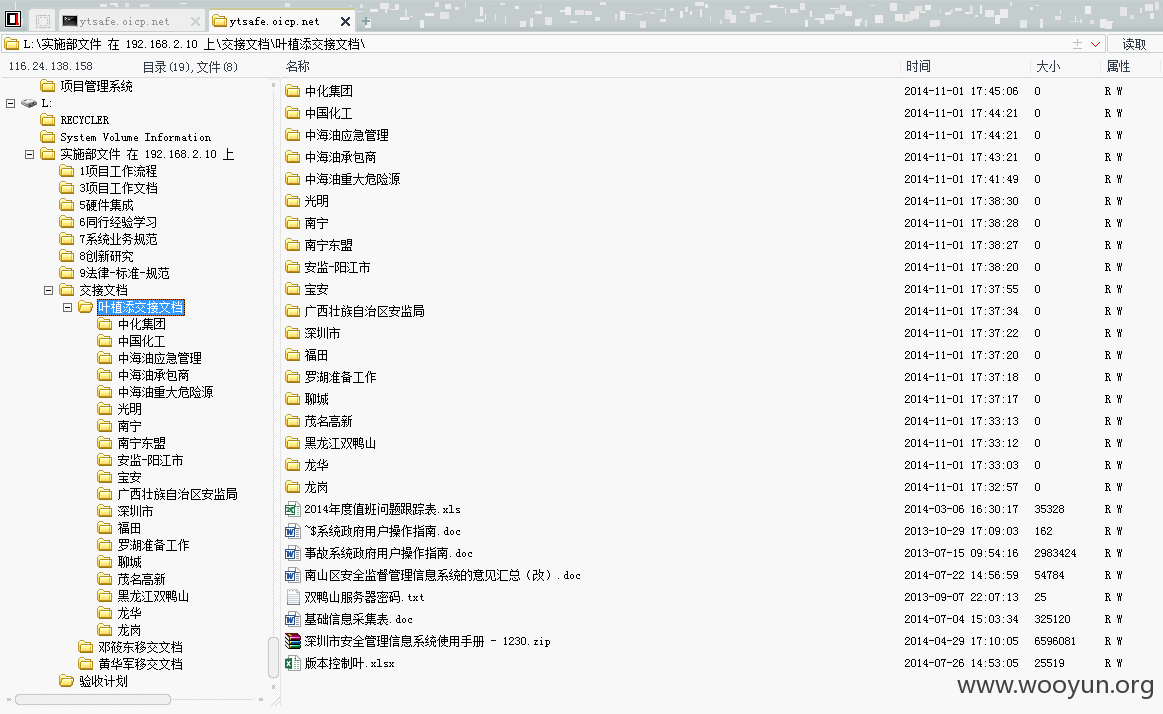 ytsafe.oicp.net
ytsafe.oicp.net
L:\实施部文件 在 192.168.2.10 上\交接文档\叶植添交接文档\
读取
116.24.138.158
目录(19),文件(8)
名称 时间 大小 属性
项目管理系统
L:
RECYCLER
System Volume Information
实施部文件 在 192.168.2.10 上
1项目工作流程
3项目工作文档
5硬件集成
6同行经验学习
7系统业务规范
8创新研究
9法律-标准-规范
交接文档
叶植添交接文档
中化集团
中国化工
中海油应急管理
中海油承包商
中海油重大危险源
光明
南宁
南宁东盟
安监-阳江市
宝安
广西壮族自治区安监局
深圳市
福田
罗湖准备工作
聊城
茂名高新
黑龙江双鸭山
龙华
龙岗
邓筱东移交文档
黄华军移交文档
验收计划
中化集团 2014-11-01 17:45:06 0 R W
中国化工 2014-11-01 17:44:21 0 R W
中海油应急管理 2014-11-01 17:44:21 0 R W
中海油承包商 2014-11-01 17:43:21 0 R W
中海油重大危险源 2014-11-01 17:41:49 0 R W
光明 2014-11-01 17:38:30 0 R W
南宁 2014-11-01 17:38:28 0 R W
南宁东盟 2014-11-01 17:38:27 0 R W
安监-阳江市 2014-11-01 17:38:20 0 R W
宝安 2014-11-01 17:37:55 0 R W
广西壮族自治区安监局 2014-11-01 17:37:34 0 R W
深圳市 2014-11-01 17:37:22 0 R W
福田 2014-11-01 17:37:20 0 R W
罗湖准备工作 2014-11-01 17:37:18 0 R W
聊城 2014-11-01 17:37:17 0 R W
茂名高新 2014-11-01 17:33:13 0 R W
黑龙江双鸭山 2014-11-01 17:33:12 0 R W
龙华 2014-11-01 17:33:03 0 R W
龙岗 2014-11-01 17:32:57 0 R W
2014年度值班问题跟踪表.xls 2014-03-06 16:30:17 35328 R W
~$系统政府用户操作指南.doc 2013-10-29 17:09:03 162 R W
事故系统政府用户操作指南.doc 2013-07-15 09:54:16 2983424 R W
南山区安全监督管理信息系统的意见汇总（改）.doc 2014-07-22 14:56:59 54784 R W
双鸭山服务器密码.txt 2013-09-07 22:07:13 25 R W
基础信息采集表.doc 2014-07-04 15:03:34 325120 R W
深圳市安全管理信息系统使用手册 - 1230.zip 2014-04-29 17:10:05 6596081 R W
版本控制叶.xlsx 2014-07-26 14:53:05 25519 R W
www.wooyun.org